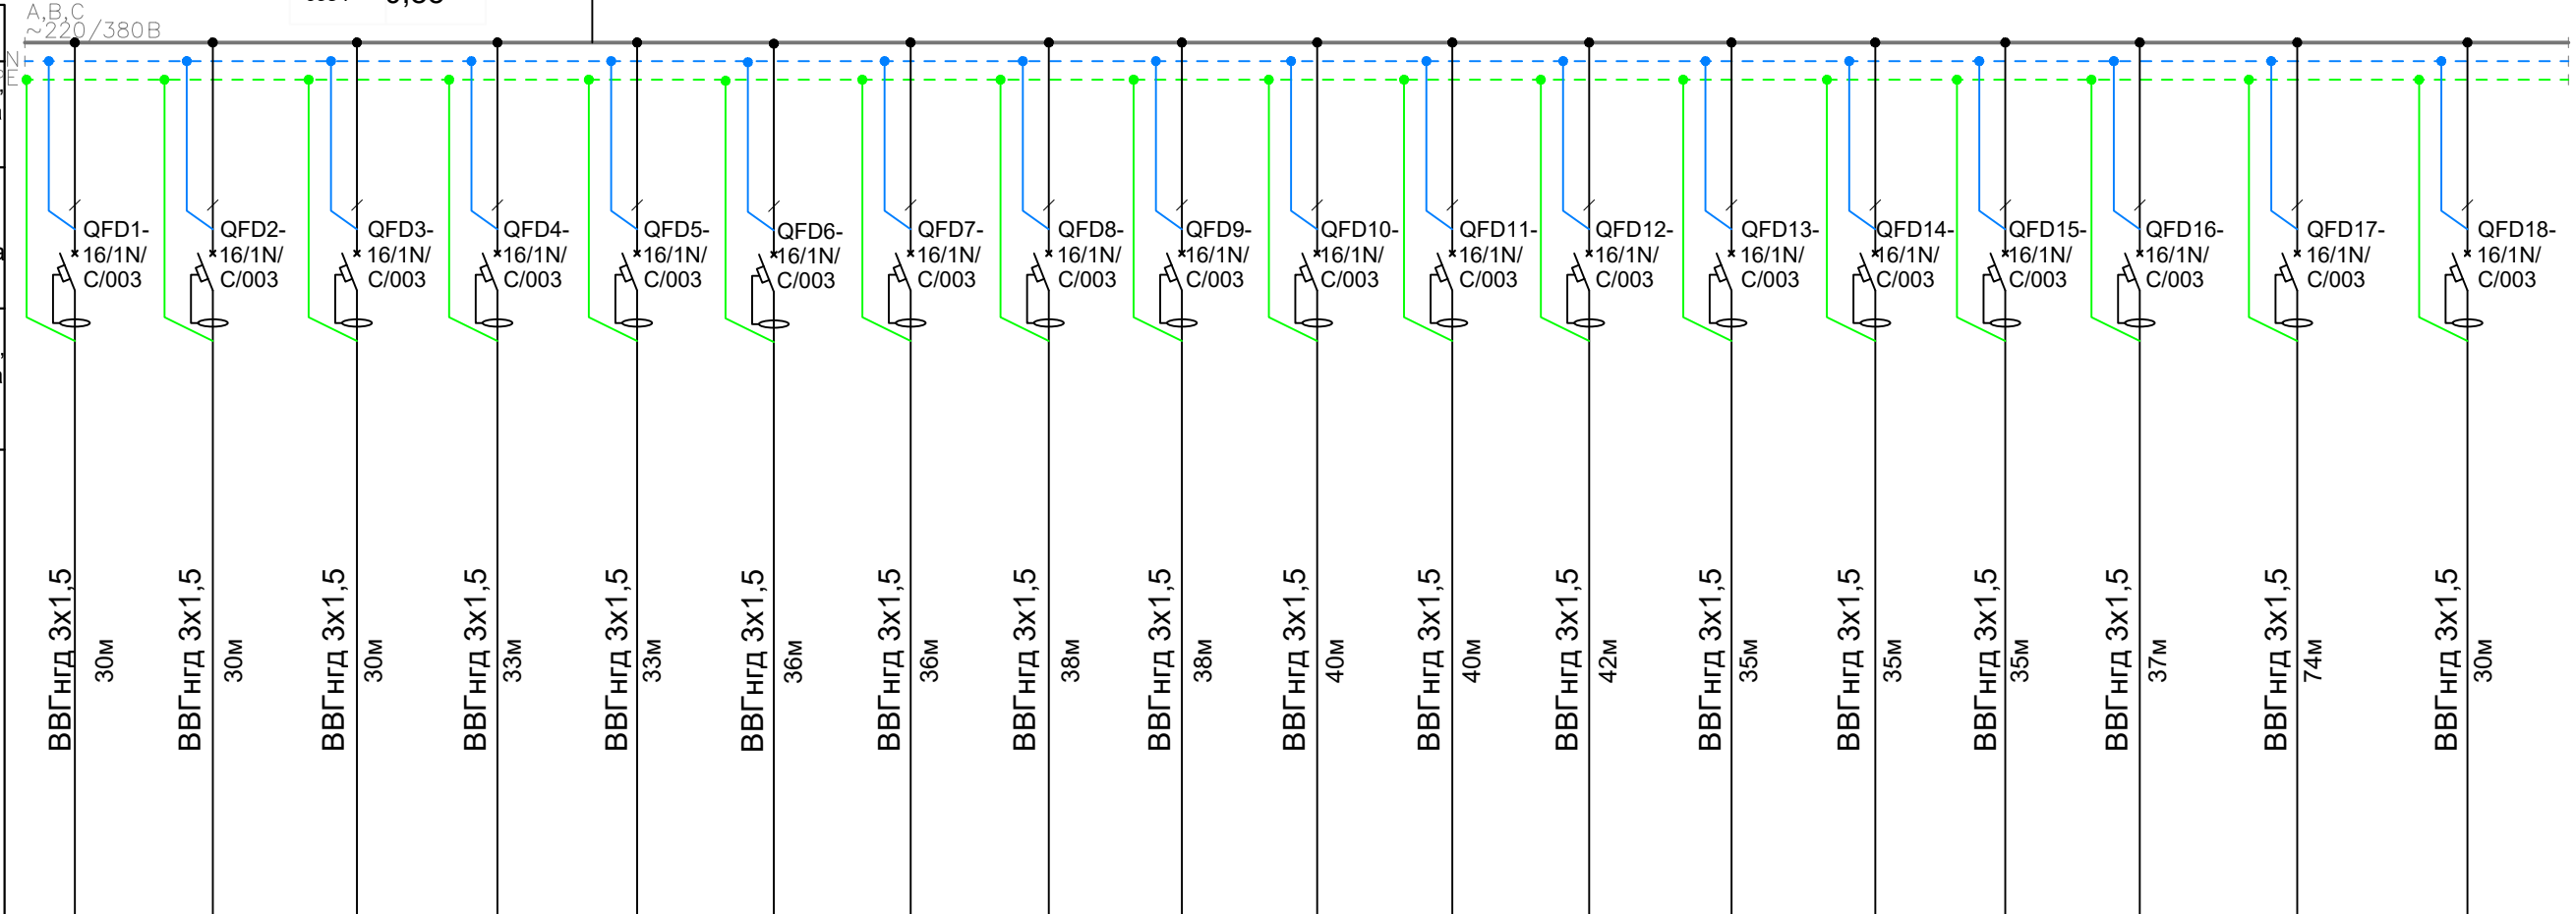 A,B,C
~220/380В
N
PE
QFD1-
16/1N/
C/003
QFD2-
16/1N/
C/003
QFD3-
16/1N/
C/003
QFD4-
16/1N/
C/003
QFD5-
16/1N/
C/003
QFD6-
16/1N/
C/003
QFD7-
16/1N/
C/003
QFD8-
16/1N/
C/003
QFD9-
16/1N/
C/003
QFD10-
16/1N/
C/003
QFD11-
16/1N/
C/003
QFD12-
16/1N/
C/003
QFD13-
16/1N/
C/003
QFD14-
16/1N/
C/003
QFD15-
16/1N/
C/003
QFD16-
16/1N/
C/003
QFD17-
16/1N/
C/003
QFD18-
16/1N/
C/003
ВВГнгд 3х1,5
30м
ВВГнгд 3х1,5
30м
ВВГнгд 3х1,5
30м
ВВГнгд 3х1,5
33м
ВВГнгд 3х1,5
33м
ВВГнгд 3х1,5
36м
ВВГнгд 3х1,5
36м
ВВГнгд 3х1,5
38м
ВВГнгд 3х1,5
38м
ВВГнгд 3х1,5
40м
ВВГнгд 3х1,5
40м
ВВГнгд 3х1,5
42м
ВВГнгд 3х1,5
35м
ВВГнгд 3х1,5
35м
ВВГнгд 3х1,5
35м
ВВГнгд 3х1,5
37м
ВВГнгд 3х1,5
74м
ВВГнгд 3х1,5
30м